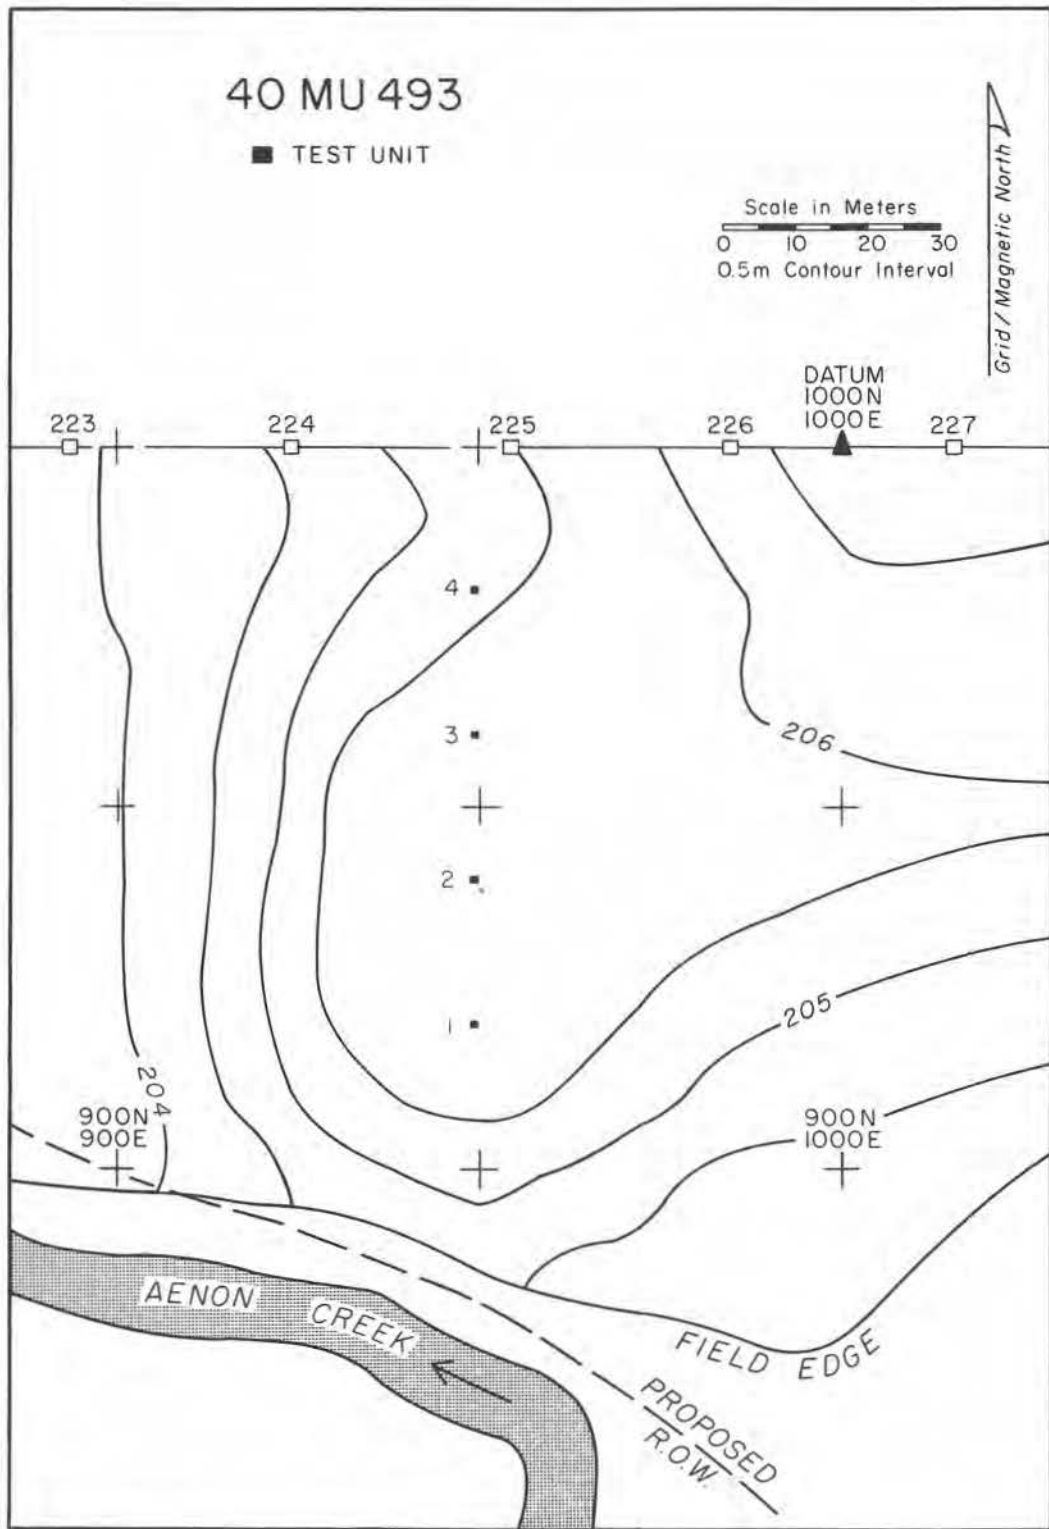 40 MU 493
■ TEST UNIT
Scale in Meters
0 10 20 30
0.5m Contour Interval
Grid/Magnetic North
DATUM
1000N
1000E
223 224 225 226 227
4
3
206
2
205
1
204
900N
900E
900N
1000E
AENON CREEK
FIELD EDGE
PROPOSED
R.O.W.